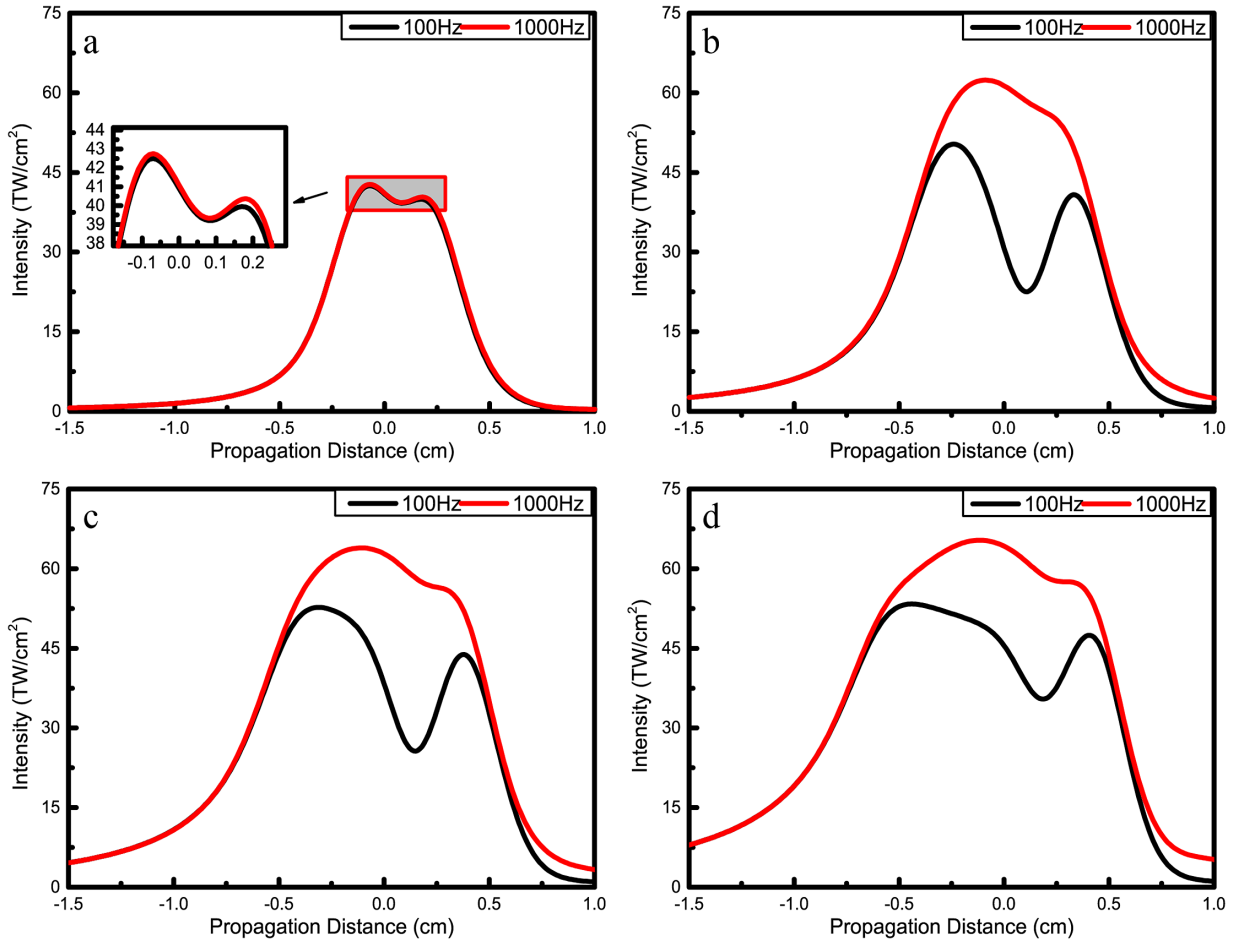 a
100Hz 1000Hz
75
60
45
30
15
0
Intensity (TW/cm²)
44
43
42
41
40
39
38
-0.1 0.0 0.1 0.2
-1.5 -1.0 -0.5 0.0 0.5 1.0
Propagation Distance (cm)
b
100Hz 1000Hz
75
60
45
30
15
0
Intensity (TW/cm²)
-1.5 -1.0 -0.5 0.0 0.5 1.0
Propagation Distance (cm)
c
100Hz 1000Hz
75
60
45
30
15
0
Intensity (TW/cm²)
-1.5 -1.0 -0.5 0.0 0.5 1.0
Propagation Distance (cm)
d
100Hz 1000Hz
75
60
45
30
15
0
Intensity (TW/cm²)
-1.5 -1.0 -0.5 0.0 0.5 1.0
Propagation Distance (cm)